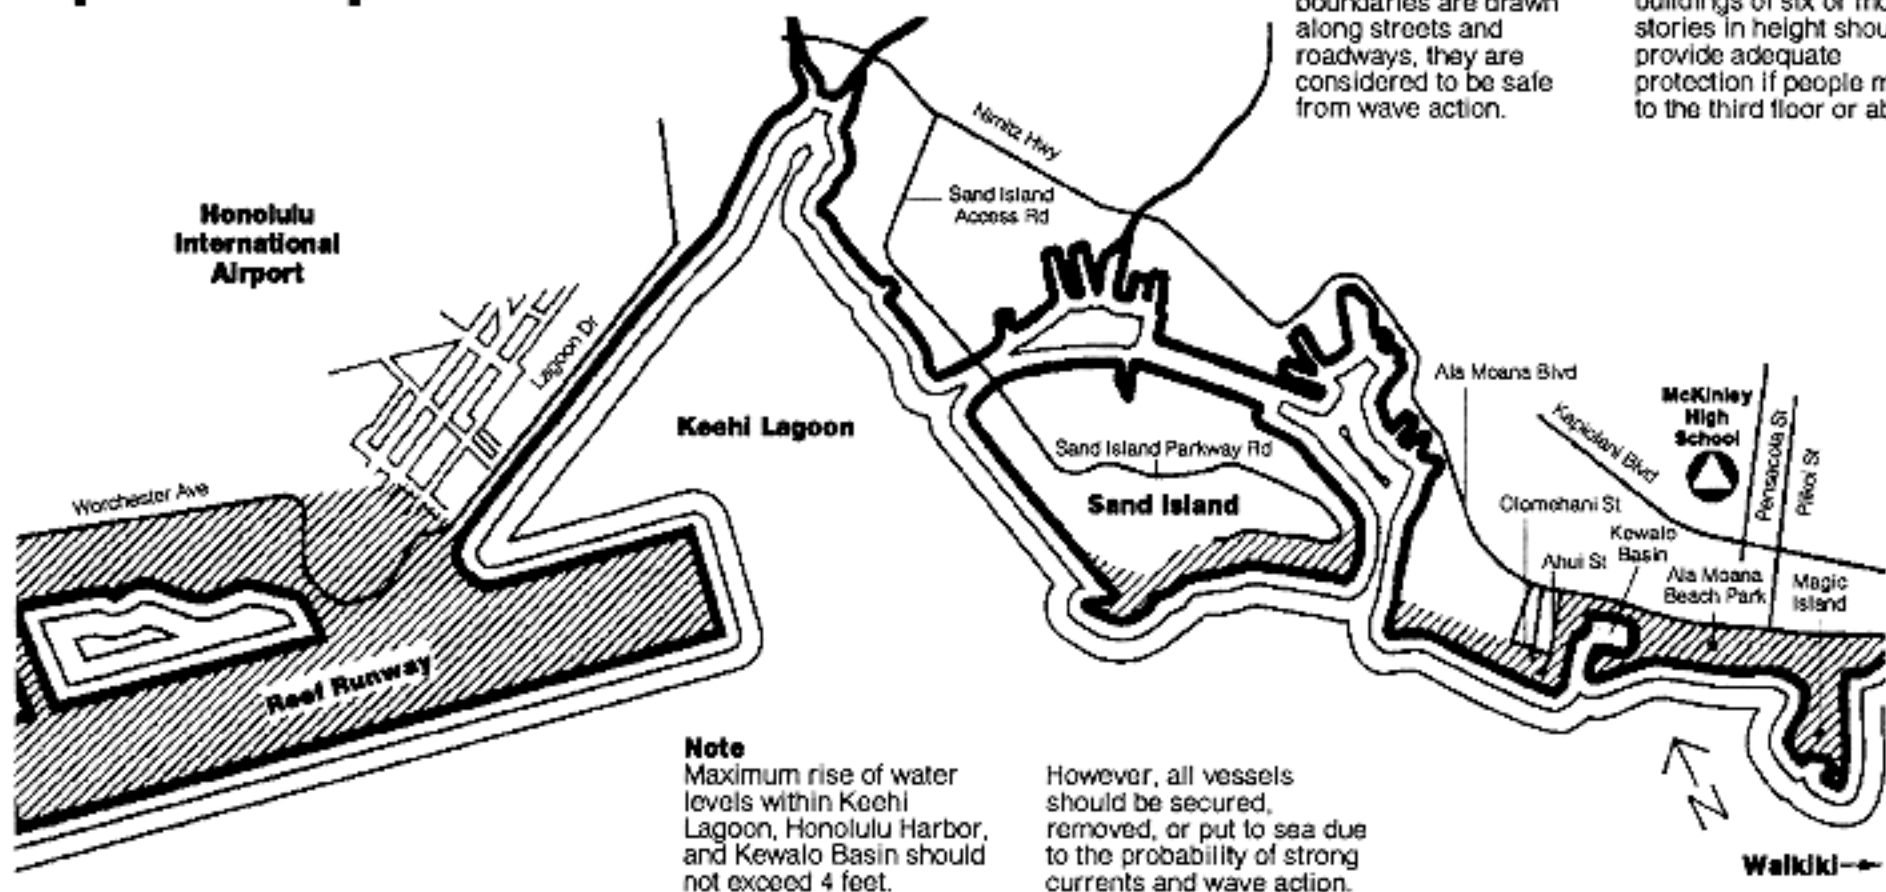 boundaries are drawn
along streets and
roadways, they are
considered to be safe
from wave action.
buildings of six or
stories in height
provide adequate
protection if people
to the third floor or
Nimitz Hwy
Sand Island
Access Rd
Honolulu
International
Airport
Lagoon Dr
Keehi Lagoon
Worchester Ave
Reef Runway
Sand Island Parkway Rd
Sand Island
Ala Moana Blvd
Kapiolani Blvd
McKinley
High
School
Pensacola St
Piikoi St
Olomehani St
Ahui St
Kewalo
Basin
Ala Moana
Beach Park
Magic
Island
Note
Maximum rise of water
levels within Keehi
Lagoon, Honolulu Harbor,
and Kewalo Basin should
not exceed 4 feet.
However, all vessels
should be secured,
removed, or put to sea due
to the probability of strong
currents and wave action.
N
Waikiki